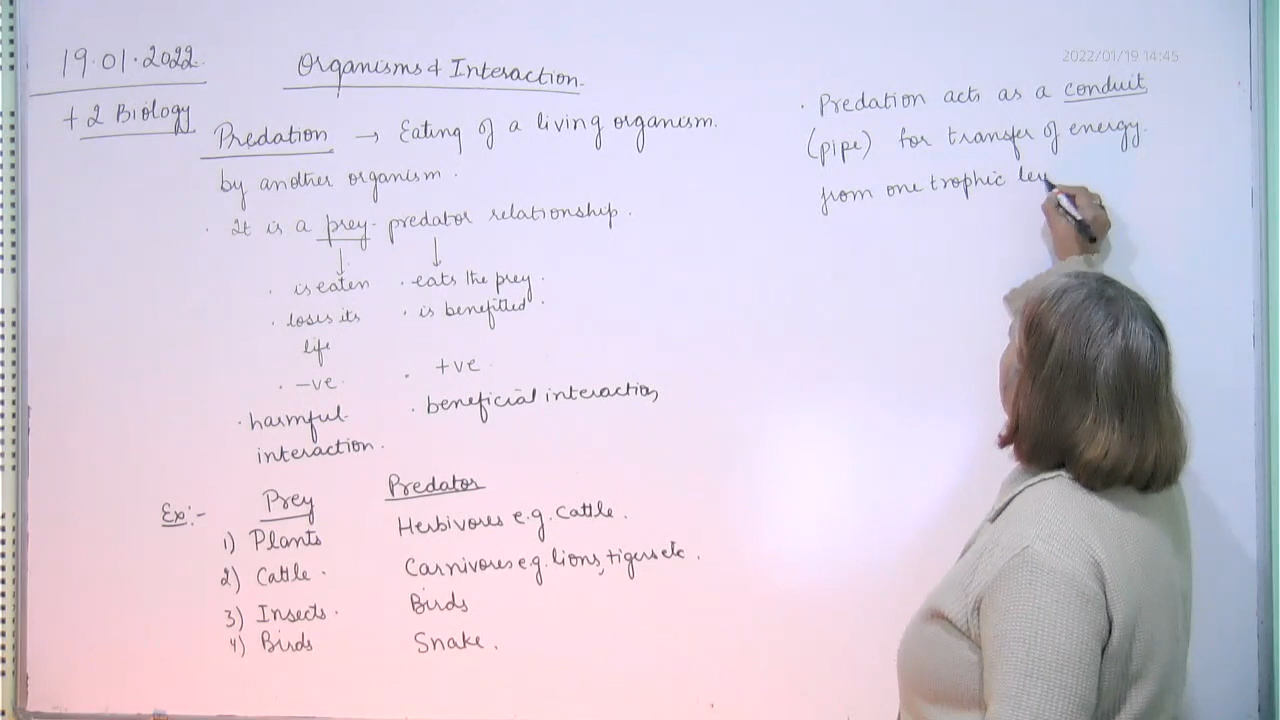 19.01.2022.
+2 Biology
Organisms & Interaction.
Predation → Eating of a living organism.
by another organism.
· It is a prey-predator relationship.
↓ ↓
· is eaten · eats the prey.
· loses its · is benefitted.
life
· -ve. · +ve.
· harmful · beneficial interaction,
interaction.
Ex:- Prey Predator
1) Plants Herbivores e.g. Cattle.
2) Cattle. Carnivores e.g. lions, tigers etc.
3) Insects. Birds
4) Birds Snake.
2022/01/19 14:45
· Predation acts as a conduit
(pipe) for transfer of energy.
from one trophic lev